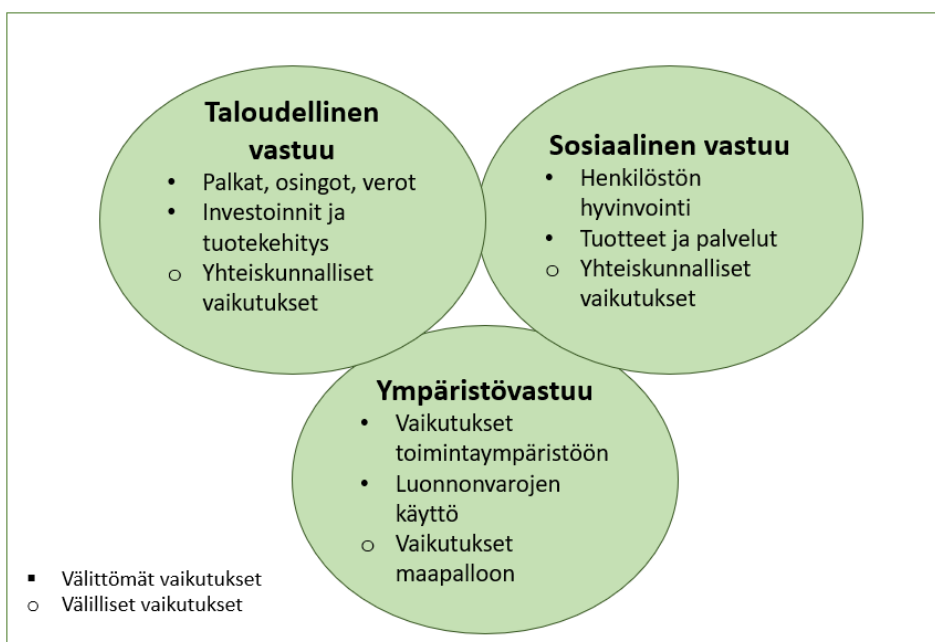 Taloudellinen
vastuu
• Palkat, osingot, verot
• Investoinnit ja
tuotekehitys
o Yhteiskunnalliset
vaikutukset
Sosiaalinen vastuu
• Henkilöstön
hyvinvointi
• Tuotteet ja palvelut
o Yhteiskunnalliset
vaikutukset
Ympäristövastuu
• Vaikutukset
toimintaympäristöön
• Luonnonvarojen
käyttö
o Vaikutukset
maapalloon
▪ Välittömät vaikutukset
o Välilliset vaikutukset